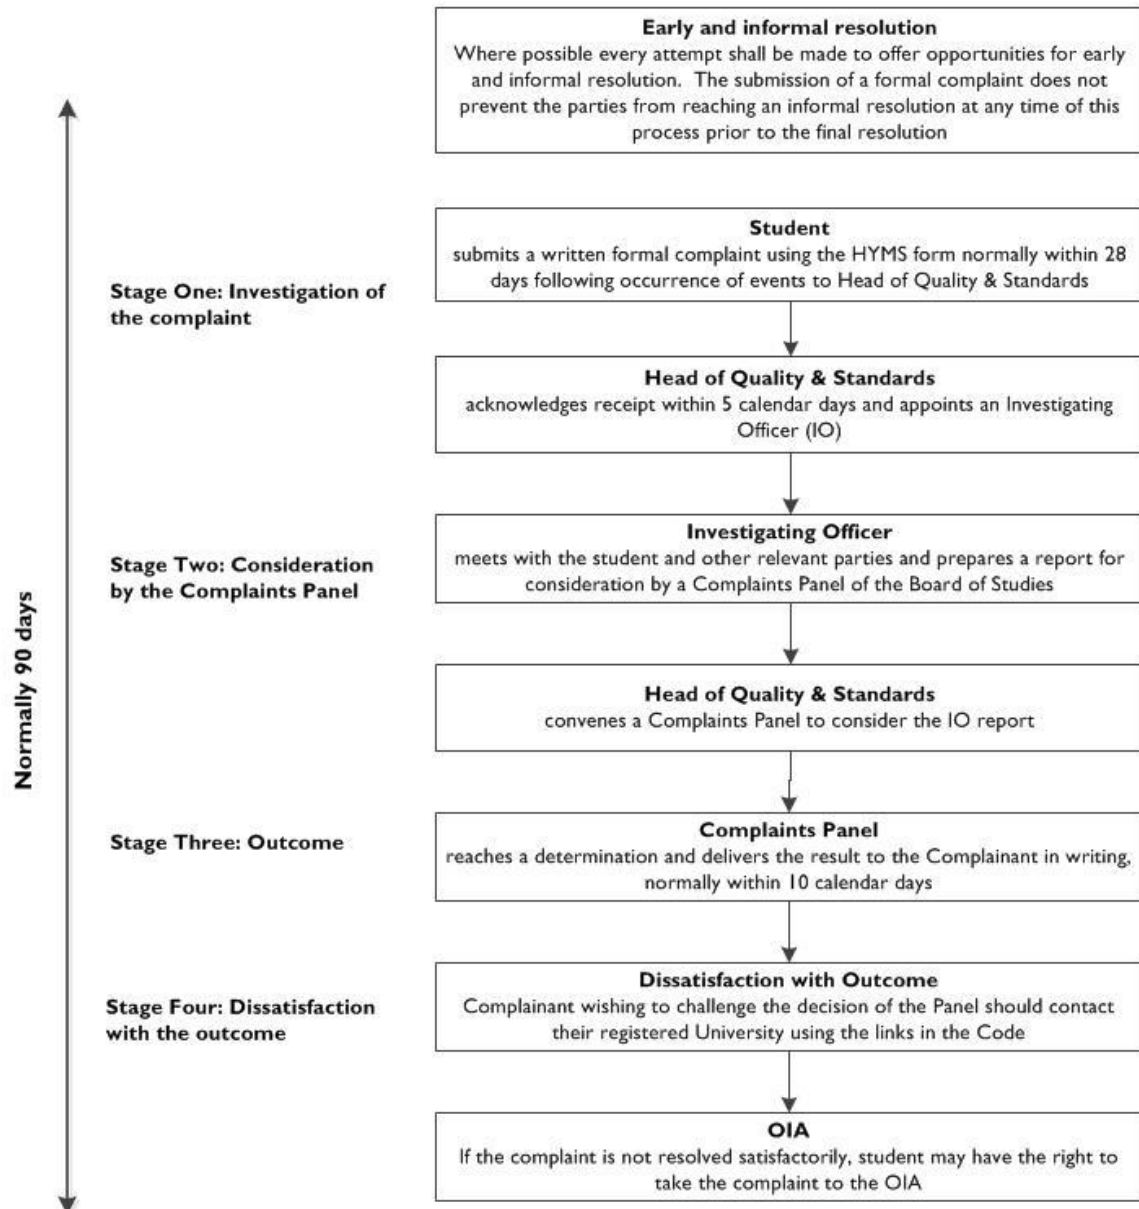 Early and informal resolution
Where possible every attempt shall be made to offer opportunities for early
and informal resolution.  The submission of a formal complaint does not
prevent the parties from reaching an informal resolution at any time of this
process prior to the final resolution
Normally 90 days
Stage One: Investigation of
the complaint
Student
submits a written formal complaint using the HYMS form normally within 28
days following occurrence of events to Head of Quality & Standards
Head of Quality & Standards
acknowledges receipt within 5 calendar days and appoints an Investigating
Officer (IO)
Stage Two: Consideration
by the Complaints Panel
Investigating Officer
meets with the student and other relevant parties and prepares a report for
consideration by a Complaints Panel of the Board of Studies
Head of Quality & Standards
convenes a Complaints Panel to consider the IO report
Stage Three: Outcome
Complaints Panel
reaches a determination and delivers the result to the Complainant in writing,
normally within 10 calendar days
Stage Four: Dissatisfaction
with the outcome
Dissatisfaction with Outcome
Complainant wishing to challenge the decision of the Panel should contact
their registered University using the links in the Code
OIA
If the complaint is not resolved satisfactorily, student may have the right to
take the complaint to the OIA